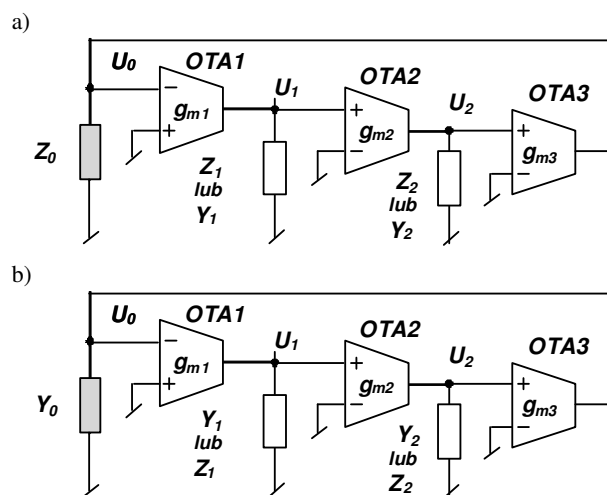 a)
U₀
OTA1
−
+
gₘ₁
U₁
OTA2
+
−
gₘ₂
U₂
OTA3
+
−
gₘ₃
Z₀
Z₁
lub
Y₁
Z₂
lub
Y₂
b)
U₀
OTA1
−
+
gₘ₁
U₁
OTA2
+
−
gₘ₂
U₂
OTA3
+
−
gₘ₃
Y₀
Y₁
lub
Z₁
Y₂
lub
Z₂